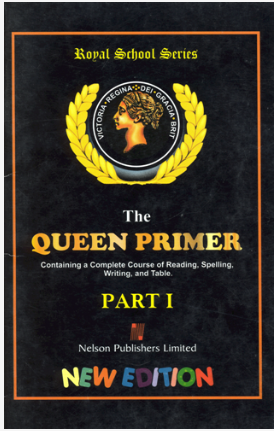 Royal School Series
VICTORIA·REGINA·DEI·GRACIA·BRIT
The
QUEEN PRIMER
Containing a Complete Course of Reading, Spelling,
Writing, and Table.
PART I
Nelson Publishers Limited
NEW EDITION